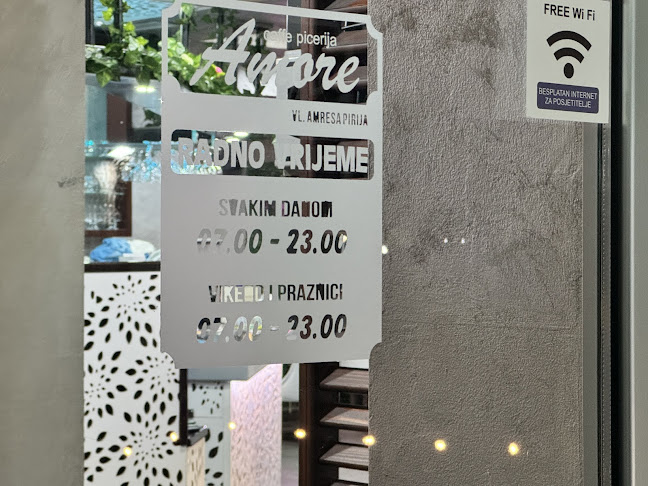 caffe picerija
Amore
VL. AMRESA PIRIJA
RADNO VRIJEME
SVAKIM DANOM
07.00 - 23.00
VIKEND I PRAZNICI
07.00 - 23.00
FREE Wi Fi
BESPLATAN INTERNET
ZA POSJETITELJE